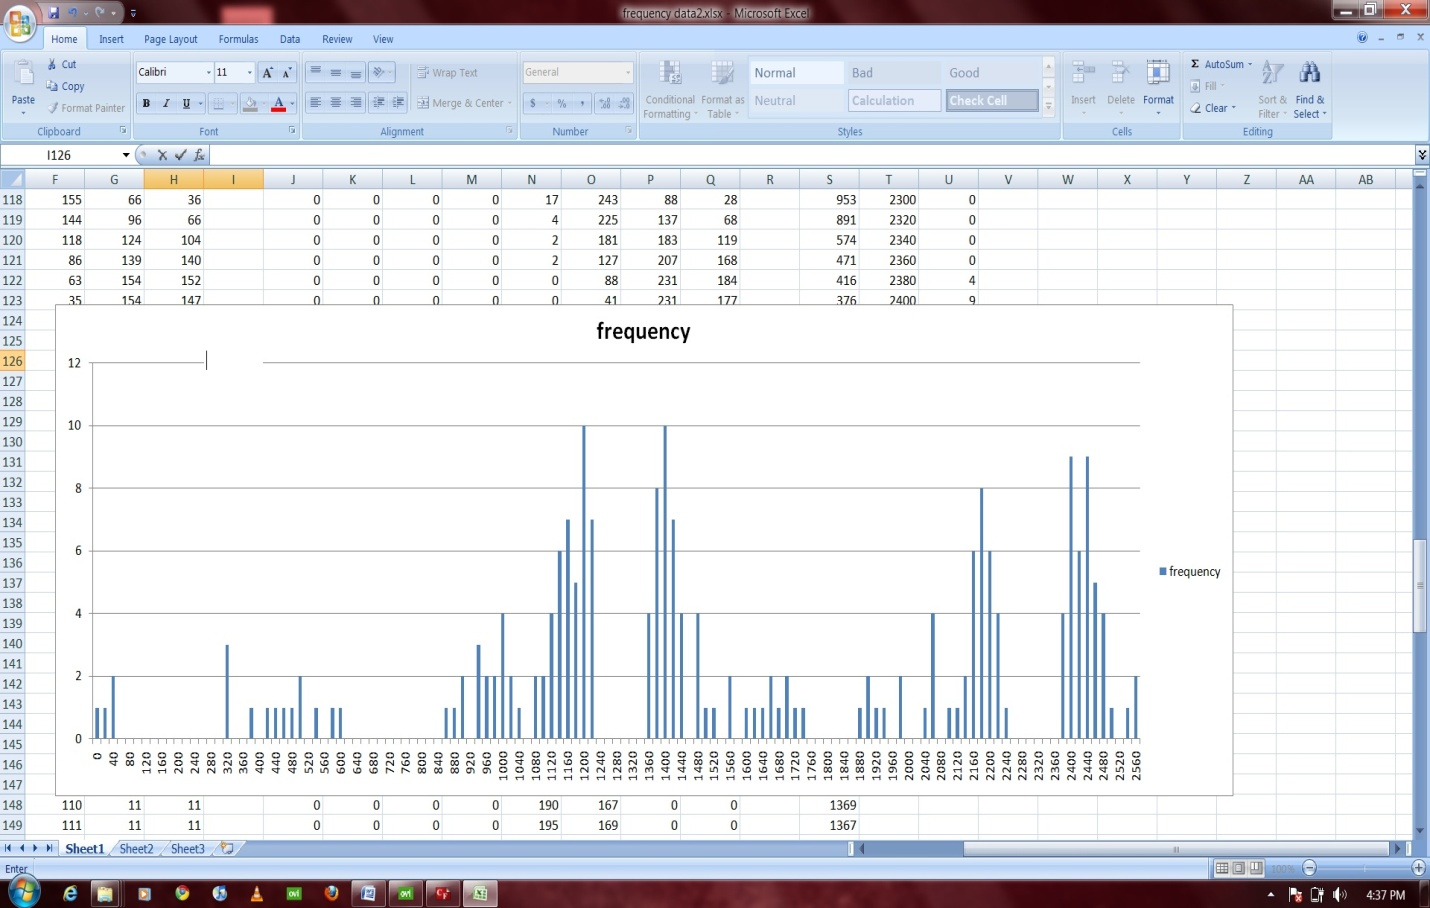 frequency data2.xlsx - Microsoft Excel
Home Insert Page Layout Formulas Data Review View
Paste
Cut
Copy
Format Painter
Clipboard
Calibri 11 A A
B I U A
Font
Wrap Text
Merge & Center
Alignment
General
$ % ,
Number
Conditional Formatting
Format as Table
Normal Bad Good
Neutral Calculation Check Cell
Styles
Insert Delete Format
Cells
Σ AutoSum
Fill
Clear
Sort & Filter
Find & Select
Editing
I126 fx
F G H I J K L M N O P Q R S T U V W X Y Z AA AB
118 155 66 36 0 0 0 0 17 243 88 28 953 2300 0
119 144 96 66 0 0 0 0 4 225 137 68 891 2320 0
120 118 124 104 0 0 0 0 2 181 183 119 574 2340 0
121 86 139 140 0 0 0 0 2 127 207 168 471 2360 0
122 63 154 152 0 0 0 0 0 88 231 184 416 2380 4
123 35 154 147 0 0 0 0 0 41 231 177 376 2400 9
124
125
126
127
128
129
130
131
132
133
134
135
136
137
138
139
140
141
142
143
144
145
146
147
frequency
12
10
8
6
4
2
0
0 40 80 120 160 200 240 280 320 360 400 440 480 520 560 600 640 680 720 760 800 840 880 920 960 1000 1040 1080 1120 1160 1200 1240 1280 1320 1360 1400 1440 1480 1520 1560 1600 1640 1680 1720 1760 1800 1840 1880 1920 1960 2000 2040 2080 2120 2160 2200 2240 2280 2320 2360 2400 2440 2480 2520 2560
frequency
148 110 11 11 0 0 0 0 190 167 0 0 1369
149 111 11 11 0 0 0 0 195 169 0 0 1367
Sheet1 Sheet2 Sheet3
Enter 100%
4:37 PM